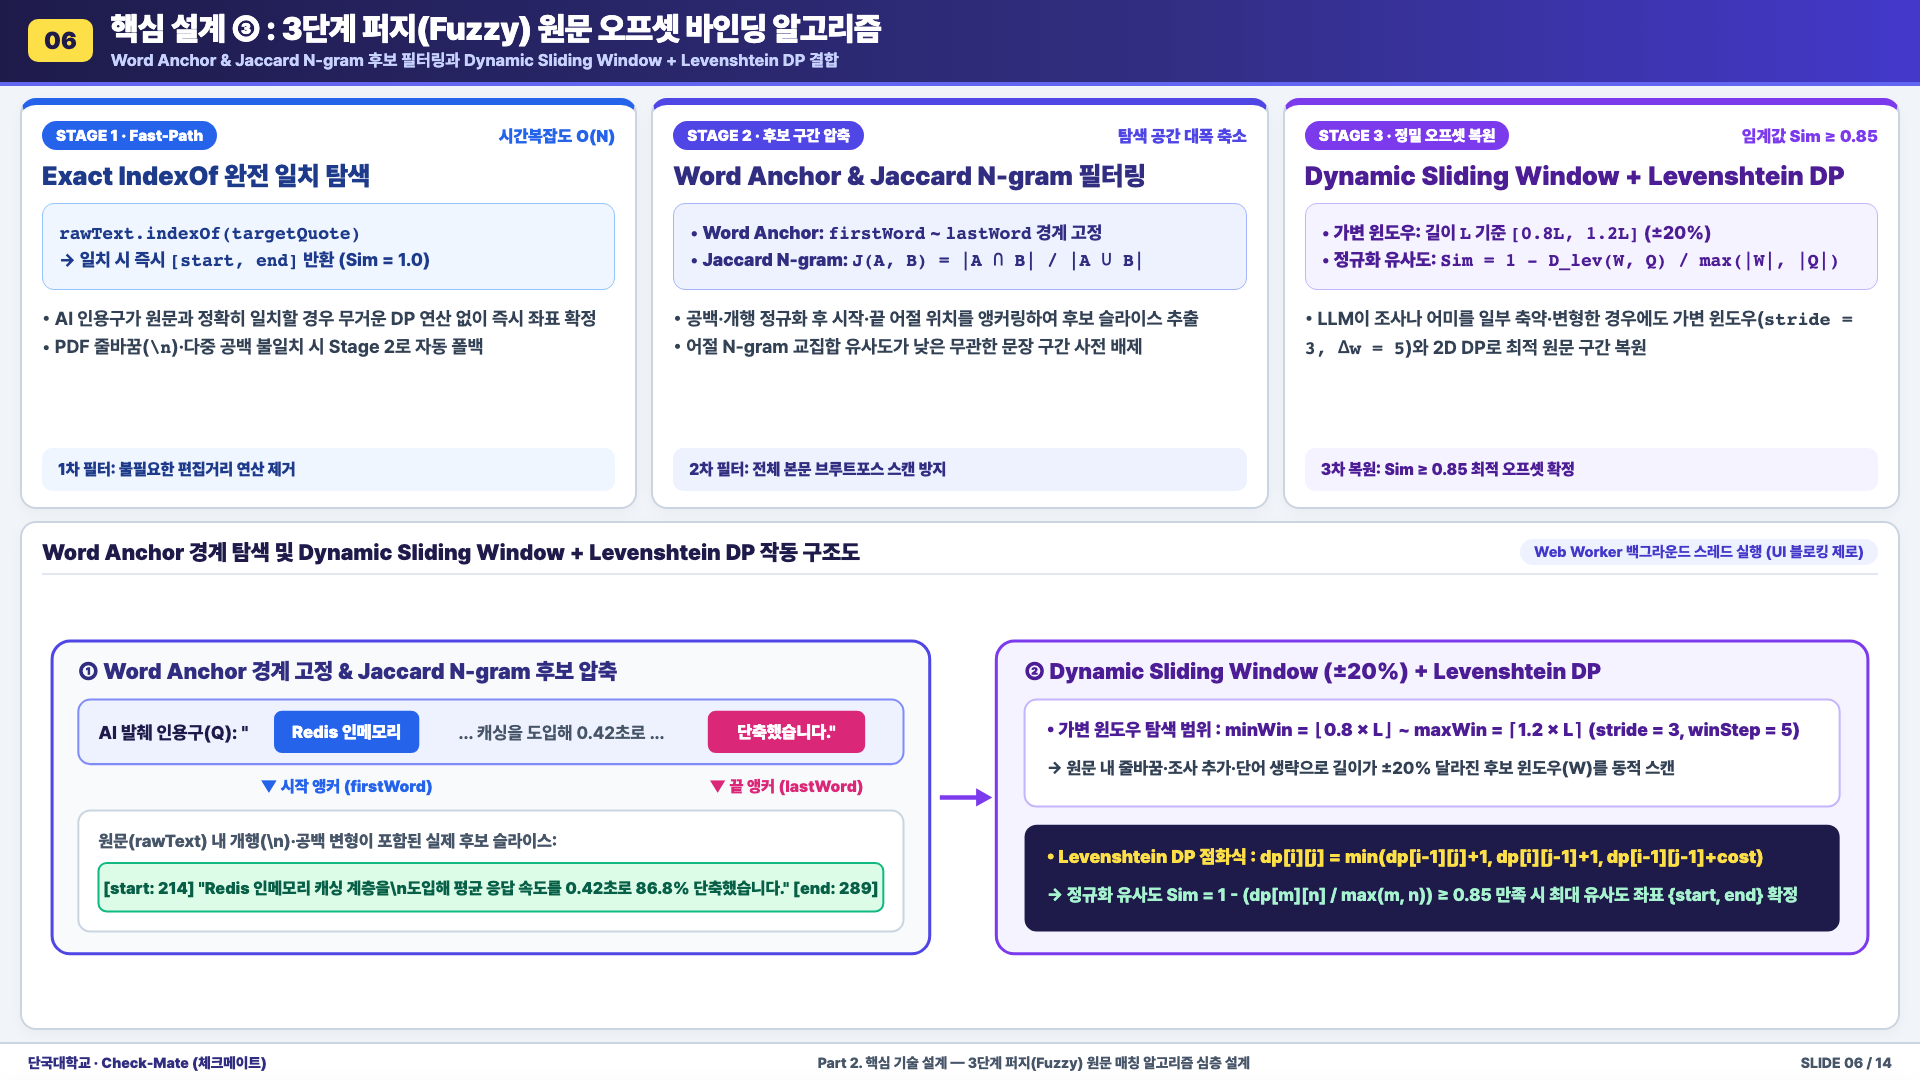 06
핵심 설계 ③ : 3단계 퍼지(Fuzzy) 원문 오프셋 바인딩 알고리즘
Word Anchor & Jaccard N-gram 후보 필터링과 Dynamic Sliding Window + Levenshtein DP 결합
STAGE 1 · Fast-Path
시간복잡도 O(N)
Exact IndexOf 완전 일치 탐색
rawText.indexOf(targetQuote)
→ 일치 시 즉시 [start, end] 반환 (Sim = 1.0)
• AI 인용구가 원문과 정확히 일치할 경우 무거운 DP 연산 없이 즉시 좌표 확정
• PDF 줄바꿈(\n)·다중 공백 불일치 시 Stage 2로 자동 폴백
1차 필터: 불필요한 편집거리 연산 제거
STAGE 2 · 후보 구간 압축
탐색 공간 대폭 축소
Word Anchor & Jaccard N-gram 필터링
• Word Anchor: firstWord ~ lastWord 경계 고정
• Jaccard N-gram: J(A, B) = |A ∩ B| / |A ∪ B|
• 공백·개행 정규화 후 시작·끝 어절 위치를 앵커링하여 후보 슬라이스 추출
• 어절 N-gram 교집합 유사도가 낮은 무관한 문장 구간 사전 배제
2차 필터: 전체 본문 브루트포스 스캔 방지
STAGE 3 · 정밀 오프셋 복원
임계값 Sim ≥ 0.85
Dynamic Sliding Window + Levenshtein DP
• 가변 윈도우: 길이 L 기준 [0.8L, 1.2L] (±20%)
• 정규화 유사도: Sim = 1 - D_lev(W, Q) / max(|W|, |Q|)
• LLM이 조사나 어미를 일부 축약·변형한 경우에도 가변 윈도우(stride =
3, Δw = 5)와 2D DP로 최적 원문 구간 복원
3차 복원: Sim ≥ 0.85 최적 오프셋 확정
Word Anchor 경계 탐색 및 Dynamic Sliding Window + Levenshtein DP 작동 구조도
Web Worker 백그라운드 스레드 실행 (UI 블로킹 제로)
① Word Anchor 경계 고정 & Jaccard N-gram 후보 압축
AI 발췌 인용구(Q): " Redis 인메모리 ... 캐싱을 도입해 0.42초로 ... 단축했습니다."
▼ 시작 앵커 (firstWord)
▼ 끝 앵커 (lastWord)
원문(rawText) 내 개행(\n)·공백 변형이 포함된 실제 후보 슬라이스:
[start: 214] "Redis 인메모리 캐싱 계층을\n도입해 평균 응답 속도를 0.42초로 86.8% 단축했습니다." [end: 289]
② Dynamic Sliding Window (±20%) + Levenshtein DP
• 가변 윈도우 탐색 범위 : minWin = ⌊0.8 × L⌋ ~ maxWin = ⌈1.2 × L⌉ (stride = 3, winStep = 5)
→ 원문 내 줄바꿈·조사 추가·단어 생략으로 길이가 ±20% 달라진 후보 윈도우(W)를 동적 스캔
• Levenshtein DP 점화식 : dp[i][j] = min(dp[i-1][j]+1, dp[i][j-1]+1, dp[i-1][j-1]+cost)
→ 정규화 유사도 Sim = 1 - (dp[m][n] / max(m, n)) ≥ 0.85 만족 시 최대 유사도 좌표 {start, end} 확정
단국대학교 · Check-Mate (체크메이트)
Part 2. 핵심 기술 설계 — 3단계 퍼지(Fuzzy) 원문 매칭 알고리즘 심층 설계
SLIDE 06 / 14